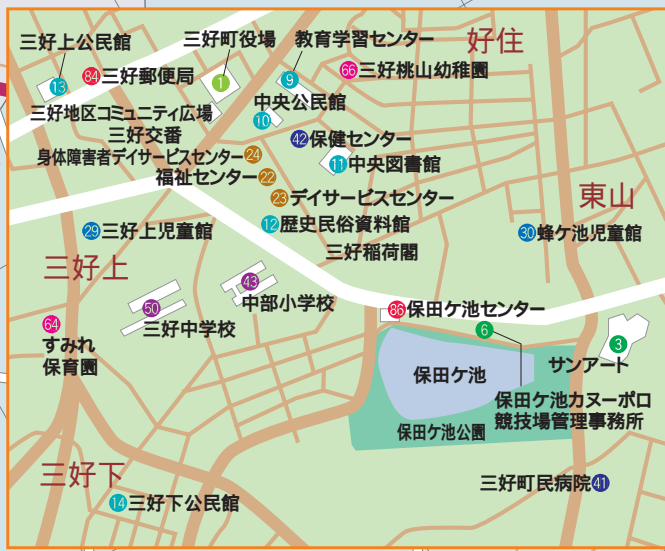 三好上公民館
13
84 三好郵便局
三好町役場
1
教育学習センター
9
好住
66 三好桃山幼稚園
三好地区コミュニティ広場
三好交番
中央公民館
10
42 保健センター
身体障害者デイサービスセンター 24
11 中央図書館
福祉センター 22
23 デイサービスセンター
東山
29 三好上児童館
12 歴史民俗資料館
30 蜂ケ池児童館
三好稲荷閣
三好上
43
中部小学校
50
三好中学校
64
すみれ
保育園
86 保田ケ池センター
6
3
サンアート
保田ケ池
保田ケ池カヌーポロ
競技場管理事務所
保田ケ池公園
三好下
三好町民病院 41
14 三好下公民館